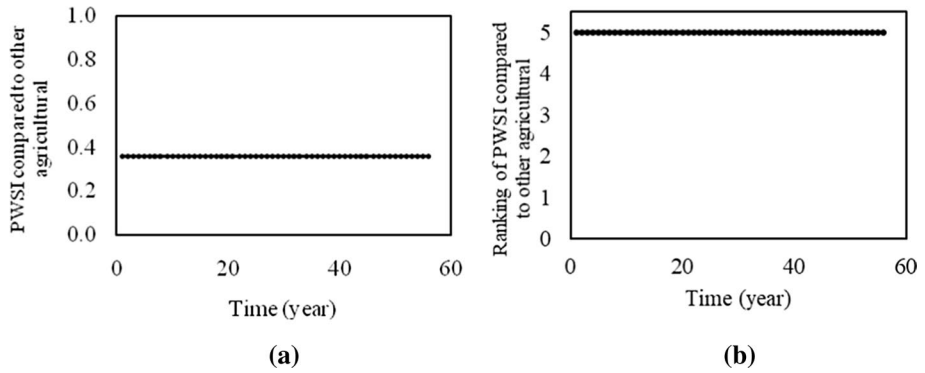 PWSI compared to other
agricultural
1.0
0.8
0.6
0.4
0.2
0.0
0 20 40 60
Time (year)
(a)
Ranking of PWSI compared
to other agricultural
5
4
3
2
1
0
0 20 40 60
Time (year)
(b)